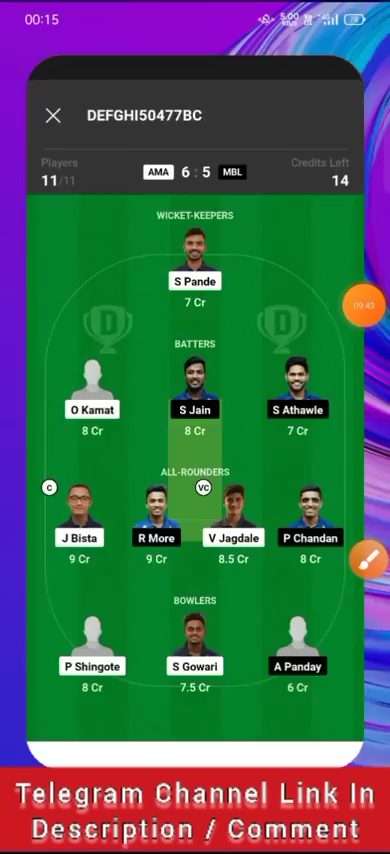 00:15
5.00
DEFGHI50477BC
Players
Credits Left
11/11
AMA 6 : 5 MBL
14
WICKET-KEEPERS
S Pande
7 Cr
BATTERS
O Kamat
S Jain
S Athawle
8 Cr
8 Cr
7 Cr
ALL-ROUNDERS
C
VC
J Bista
R More
V Jagdale
P Chandan
9 Cr
9 Cr
8.5 Cr
8 Cr
BOWLERS
P Shingote
S Gowari
A Panday
8 Cr
7.5 Cr
6 Cr
09:43
Telegram Channel Link In
Description / Comment